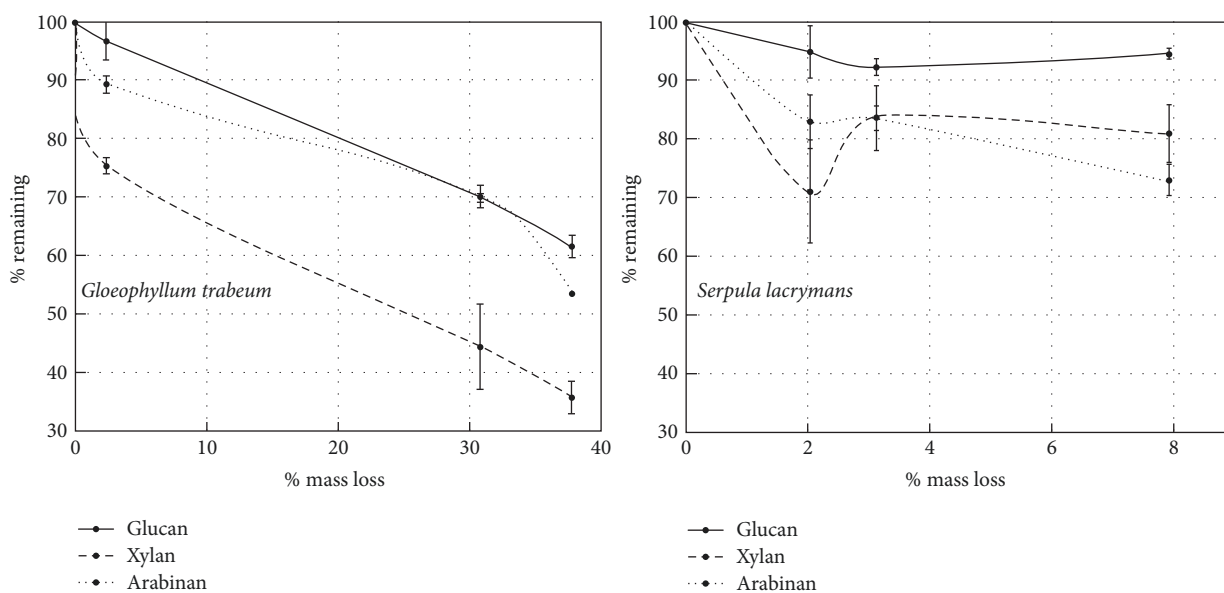 100
90
80
70
60
50
40
30
% remaining
Gloeophyllum trabeum
0
10
20
30
40
% mass loss
Glucan
Xylan
Arabinan
100
90
80
70
60
50
40
30
% remaining
Serpula lacrymans
0
2
4
6
8
% mass loss
Glucan
Xylan
Arabinan